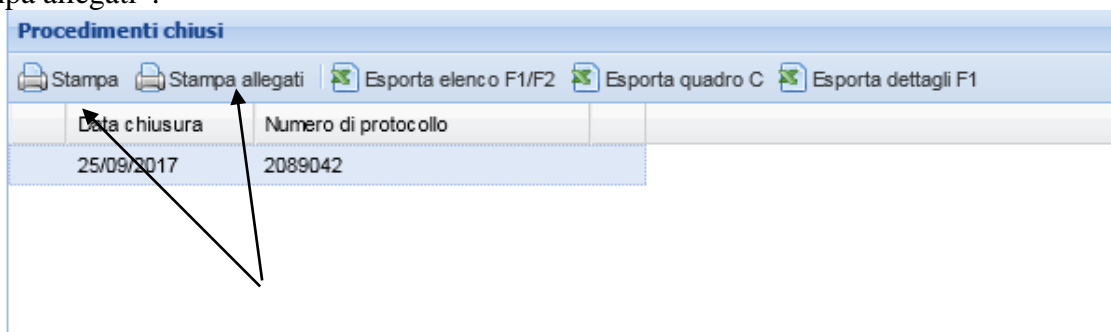 pa allegati".
Procedimenti chiusi
Stampa Stampa allegati Esporta elenco F1/F2 Esporta quadro C Esporta dettagli F1
Data chiusura Numero di protocollo
25/09/2017 2089042